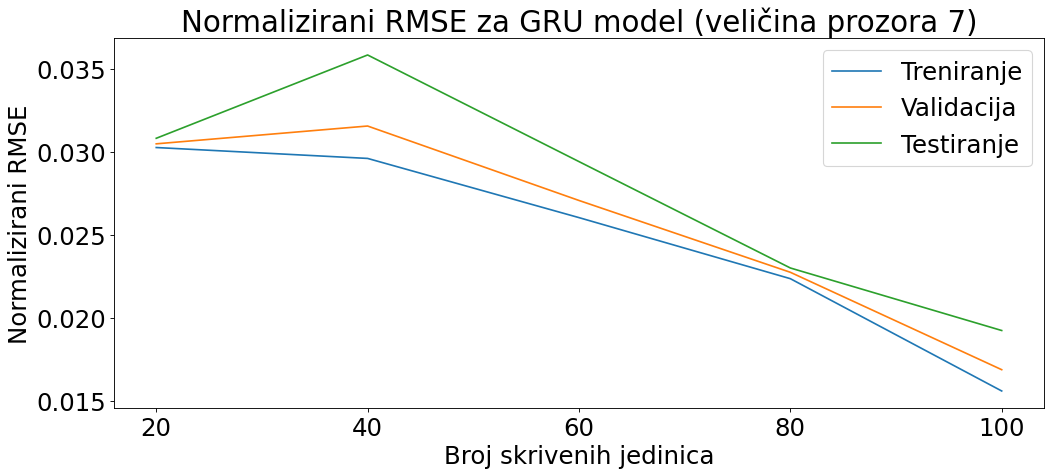 Normalizirani RMSE za GRU model (veličina prozora 7)
Treniranje
Validacija
Testiranje
Normalizirani RMSE
0.035
0.030
0.025
0.020
0.015
20 40 60 80 100
Broj skrivenih jedinica